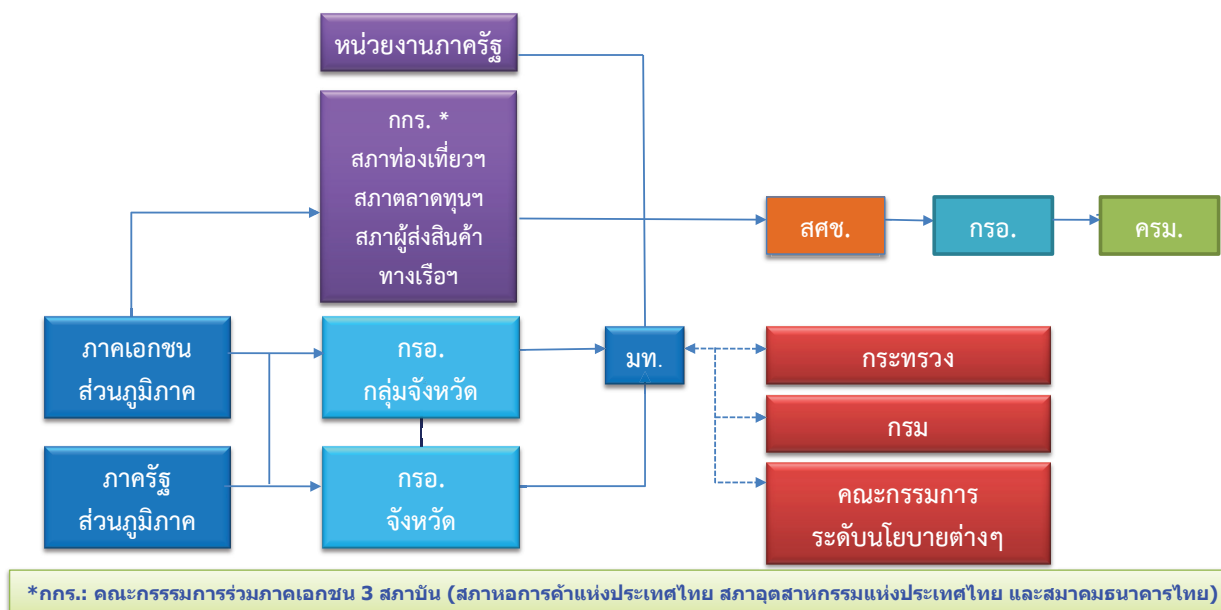 หน่วยงานภาครัฐ
กกร. *
สภาท่องเที่ยวฯ
สภาตลาดทุนฯ
สภาผู้ส่งสินค้า
ทางเรือฯ
สศช.
กรอ.
ครม.
ภาคเอกชน
ส่วนภูมิภาค
กรอ.
กลุ่มจังหวัด
มท.
กระทรวง
กรม
ภาครัฐ
ส่วนภูมิภาค
กรอ.
จังหวัด
คณะกรรมการ
ระดับนโยบายต่างๆ
*กกร.: คณะกรรรมการร่วมภาคเอกชน 3 สภาบัน (สภาหอการค้าแห่งประเทศไทย สภาอุตสาหกรรมแห่งประเทศไทย และสมาคมธนาคารไทย)